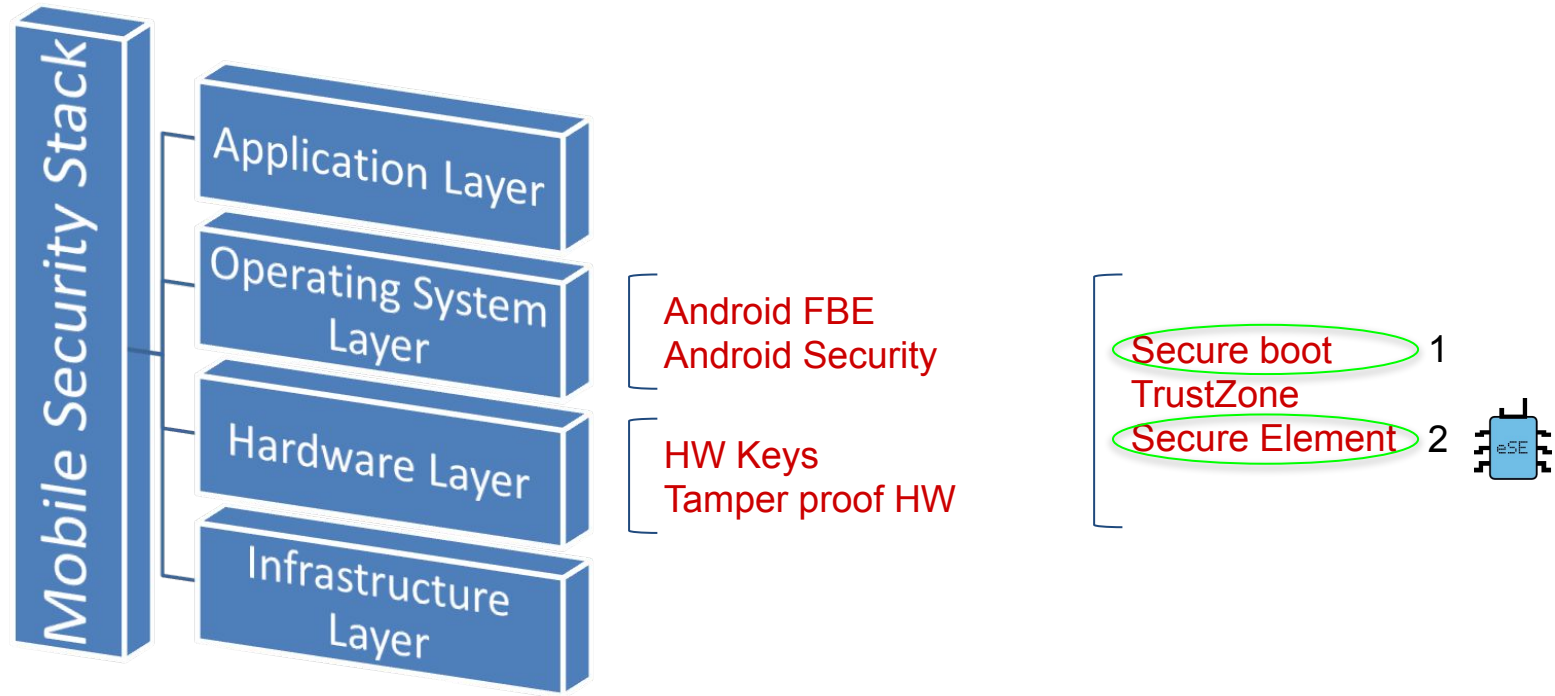 Mobile Security Stack
Application Layer
Operating System
Layer
Hardware Layer
Infrastructure
Layer
Android FBE
Android Security
HW Keys
Tamper proof HW
Secure boot 1
TrustZone
Secure Element 2
eSE